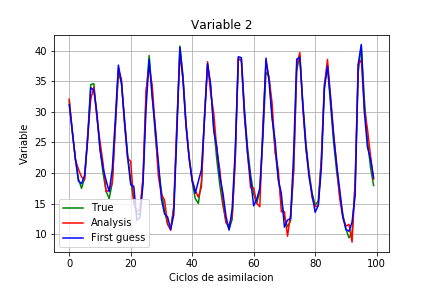 Variable 2
Variable
40
35
30
25
20
15
10
True
Analysis
First guess
0
20
40
60
80
100
Ciclos de asimilacion